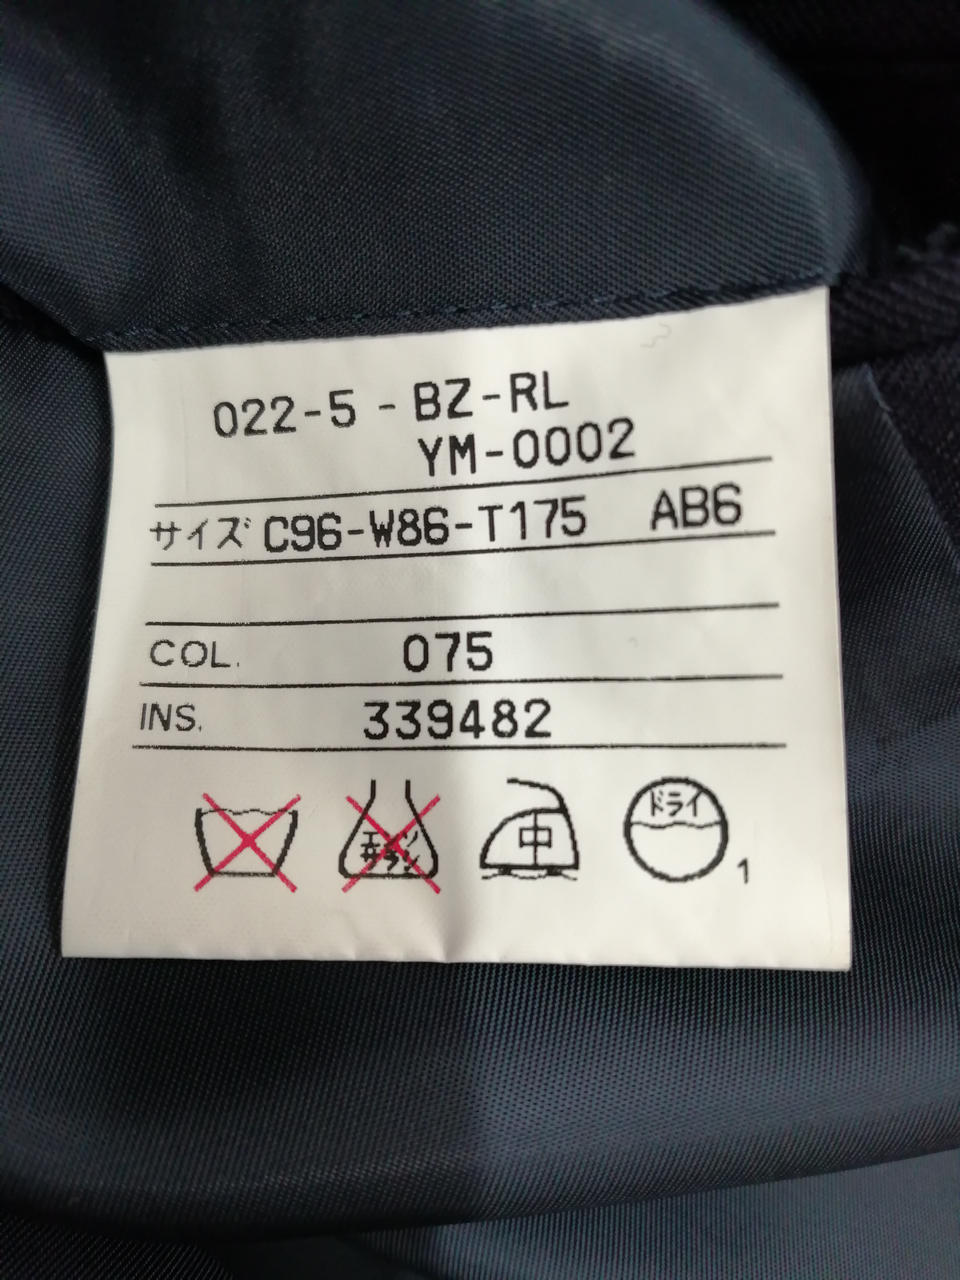 022-5 - BZ-RL
YM-0002
サイズ C96-W86-T175 AB6
COL. 075
INS. 339482
エンソ
サラシ
中
ドライ
1